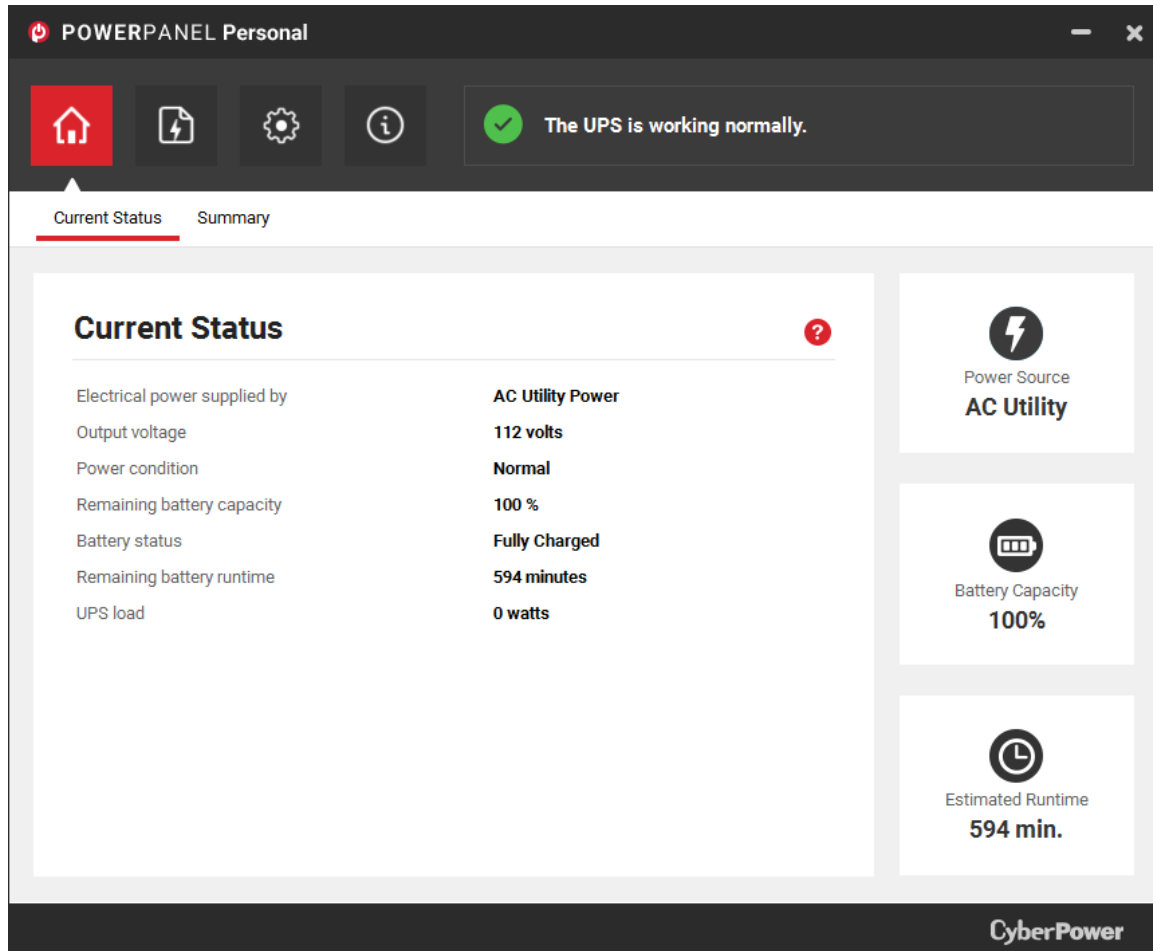 POWERPANEL Personal
The UPS is working normally.
Current Status Summary
Current Status
?
Electrical power supplied by AC Utility Power
Output voltage 112 volts
Power condition Normal
Remaining battery capacity 100 %
Battery status Fully Charged
Remaining battery runtime 594 minutes
UPS load 0 watts
Power Source
AC Utility
Battery Capacity
100%
Estimated Runtime
594 min.
CyberPower